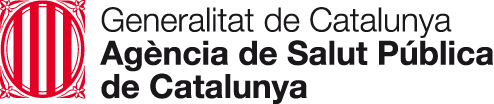 Generalitat de Catalunya
Agència de Salut Pública
de Catalunya